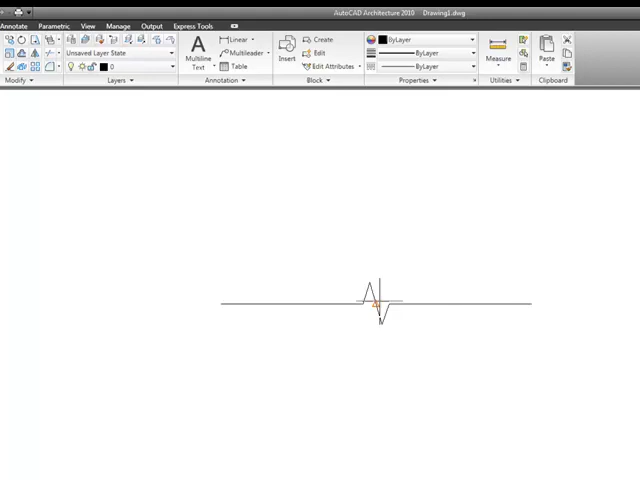 AutoCAD Architecture 2010 Drawing1.dwg
Annotate Parametric View Manage Output Express Tools
Multiline Text
Linear
Multileader
Table
Insert
Create
Edit
Edit Attributes
Unsaved Layer State
0
ByLayer
ByLayer
ByLayer
Measure
Paste
Modify Layers Annotation Block Properties Utilities Clipboard